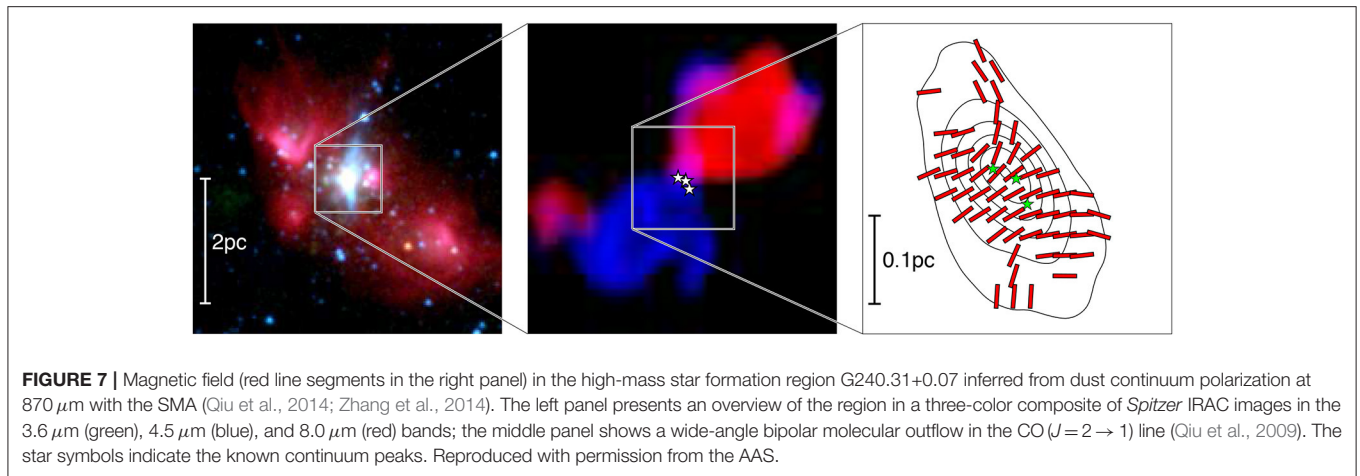 2pc
0.1pc
FIGURE 7 | Magnetic field (red line segments in the right panel) in the high-mass star formation region G240.31+0.07 inferred from dust continuum polarization at
870 μm with the SMA (Qiu et al., 2014; Zhang et al., 2014). The left panel presents an overview of the region in a three-color composite of Spitzer IRAC images in the
3.6 μm (green), 4.5 μm (blue), and 8.0 μm (red) bands; the middle panel shows a wide-angle bipolar molecular outflow in the CO (J = 2 → 1) line (Qiu et al., 2009). The
star symbols indicate the known continuum peaks. Reproduced with permission from the AAS.